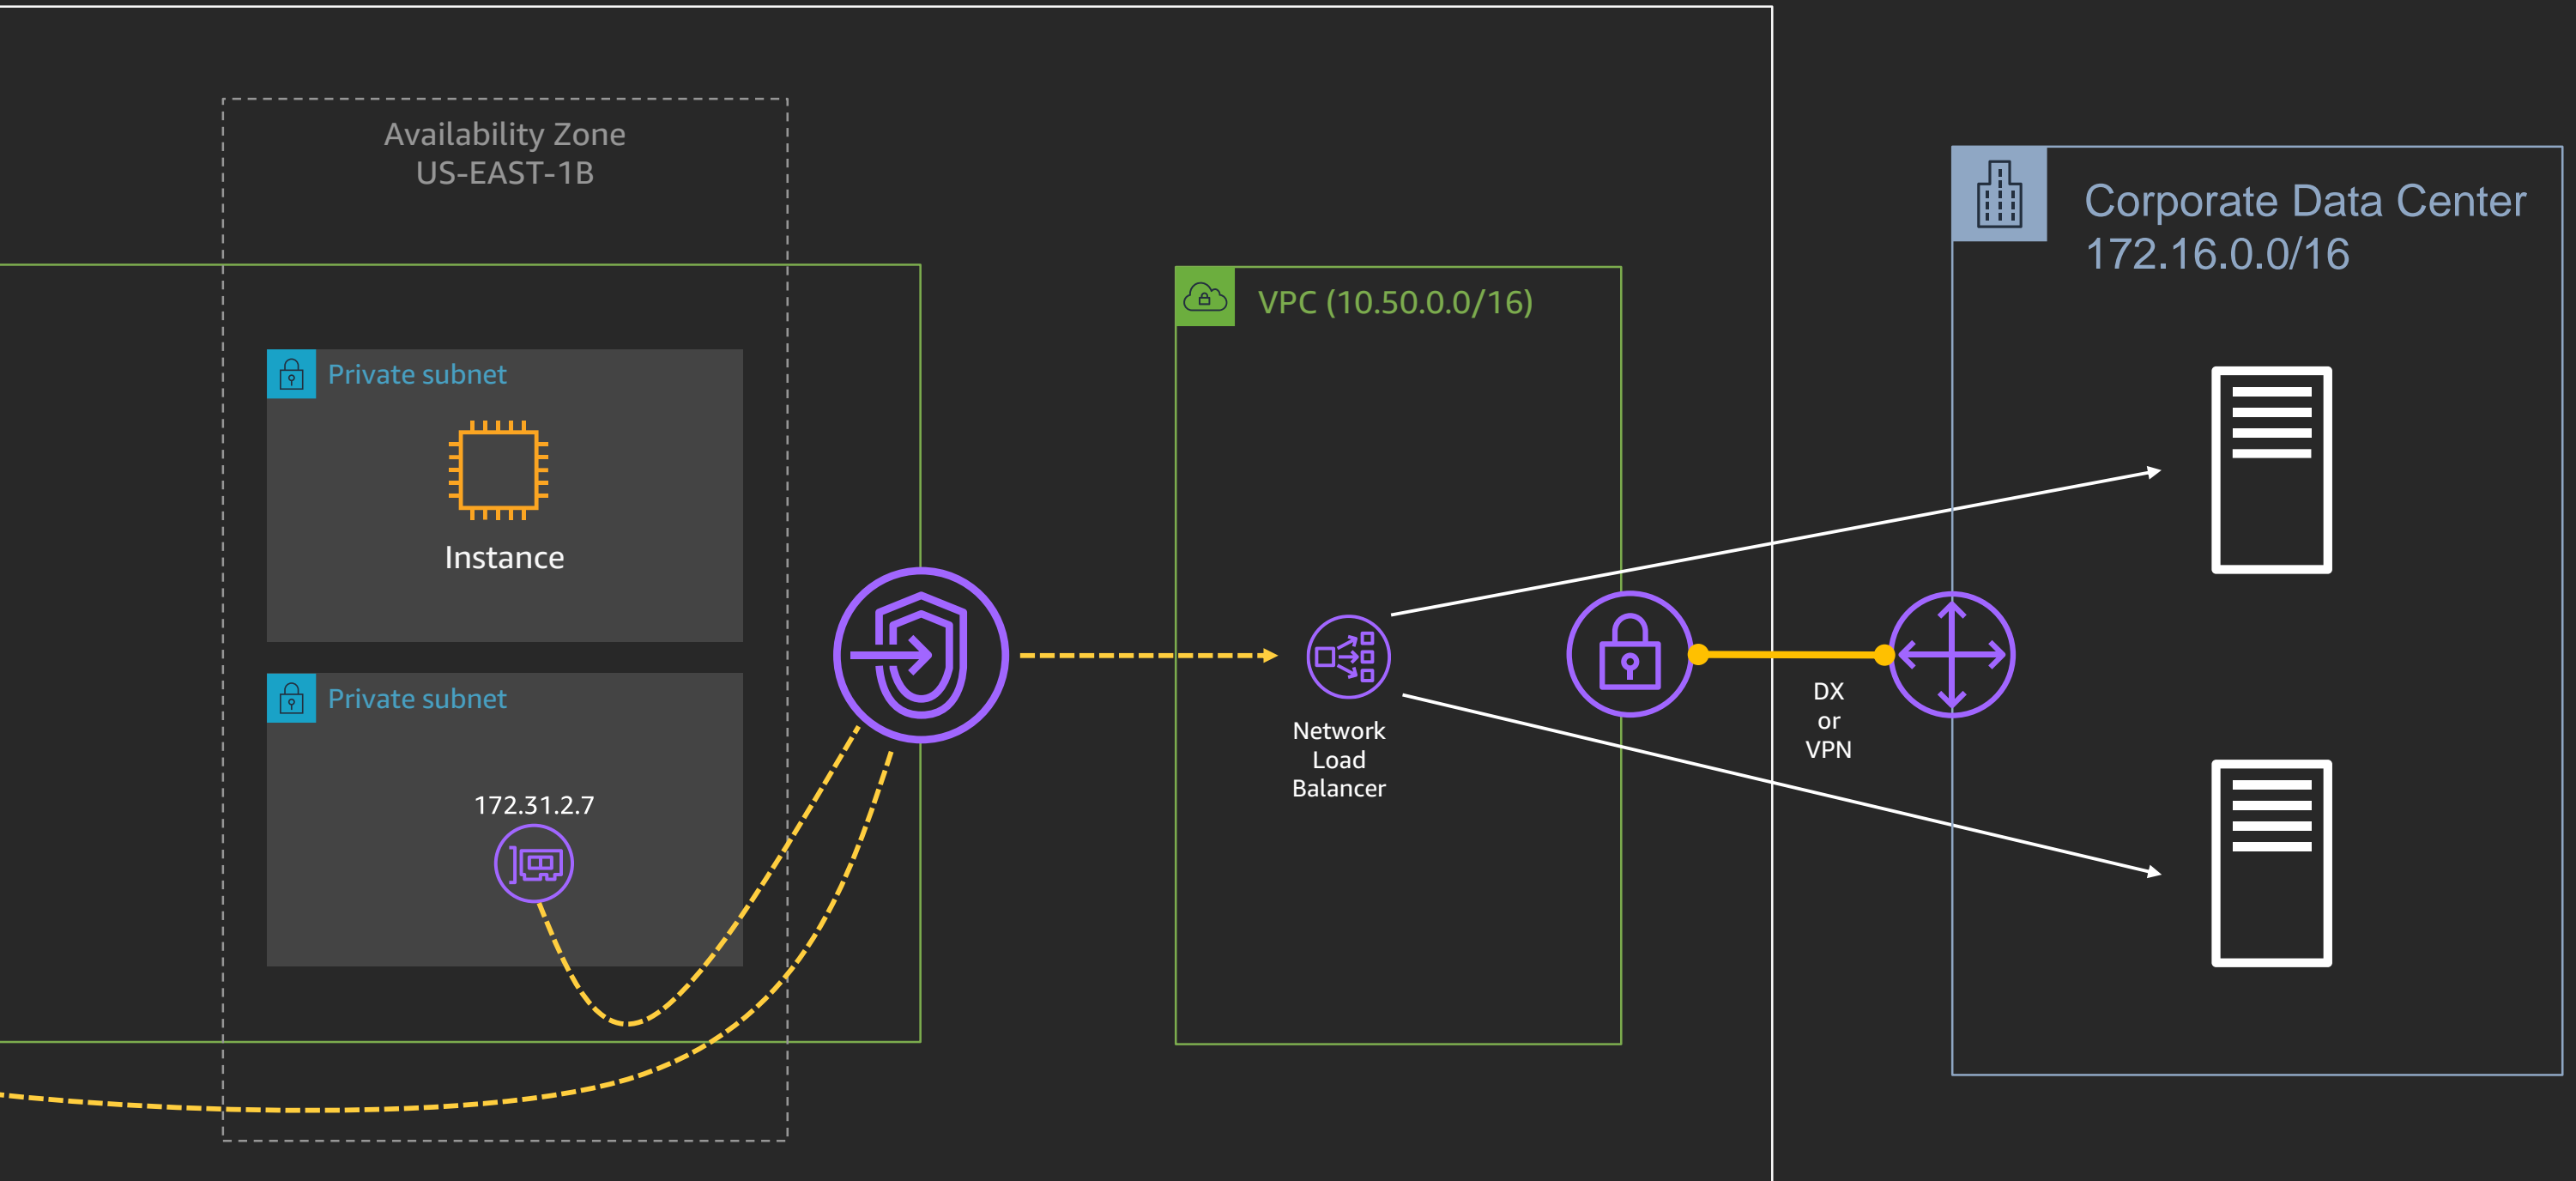 Availability Zone
US-EAST-1B
Private subnet
Instance
Private subnet
172.31.2.7
VPC (10.50.0.0/16)
Network
Load
Balancer
DX
or
VPN
Corporate Data Center
172.16.0.0/16